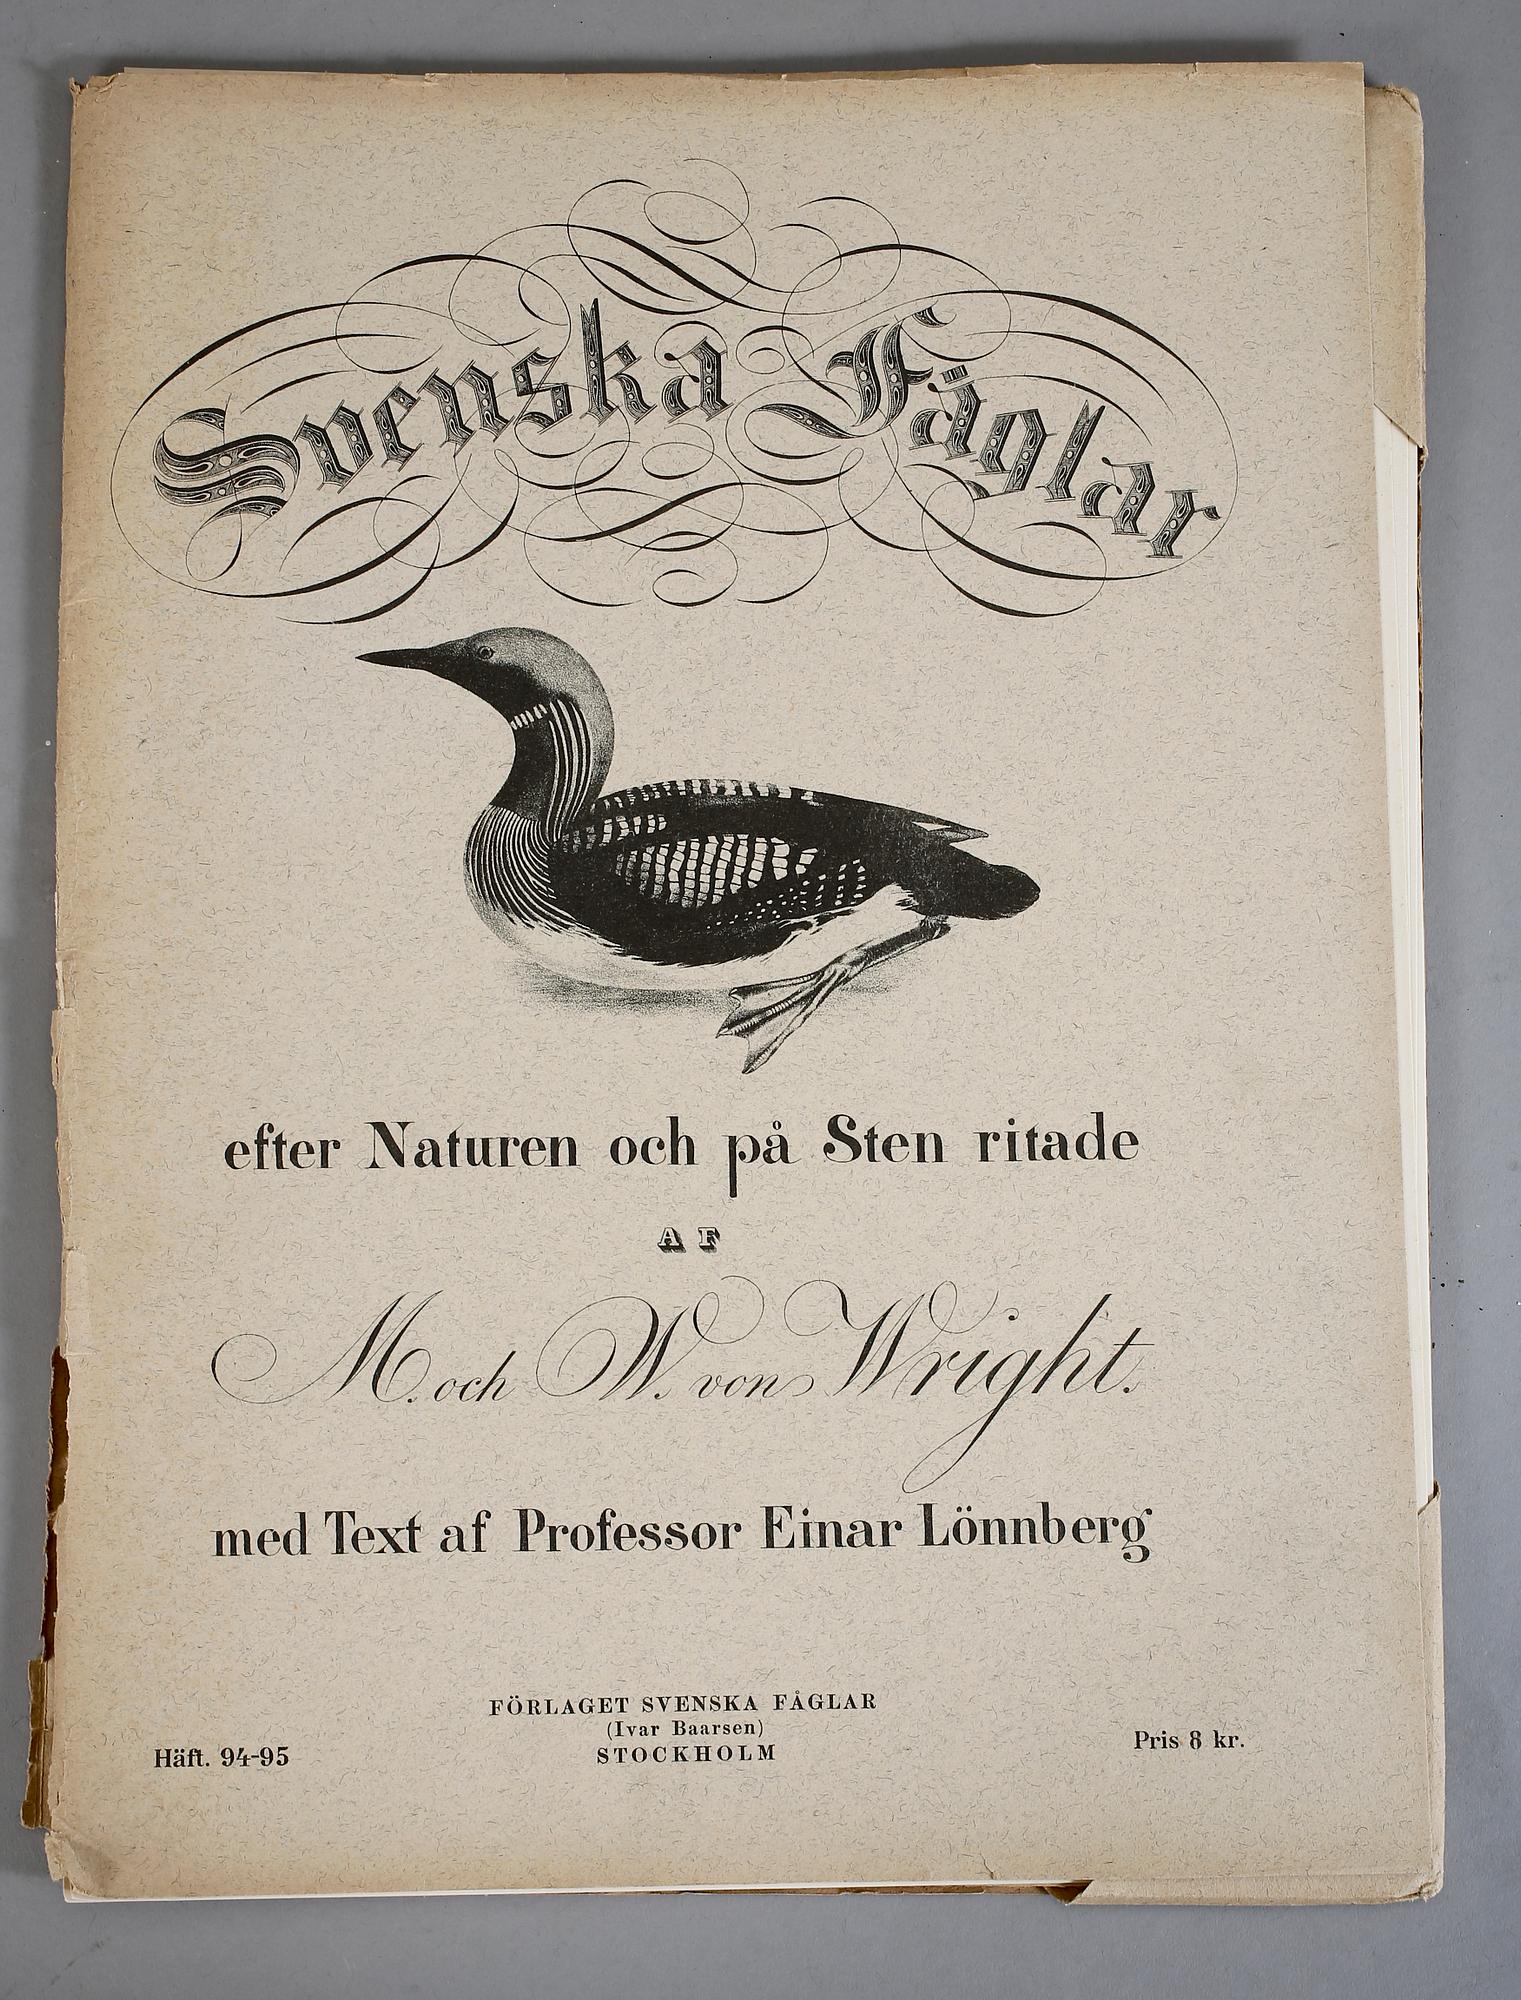 Svenska Fåglar
efter Naturen och på Sten ritade
AF
M. och W. von Wright.
med Text af Professor Einar Lönnberg
FÖRLAGET SVENSKA FÅGLAR
(Ivar Baarsen)
STOCKHOLM
Häft. 94-95
Pris 8 kr.